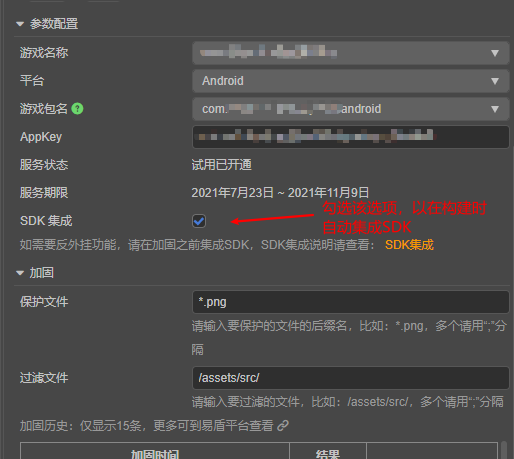 参数配置
游戏名称
平台 Android
游戏包名 ? com. android
AppKey
服务状态 试用已开通
服务期限 2021年7月23日 ~ 2021年11月9日
SDK 集成 勾选该选项，以在构建时
自动集成SDK
如需要反外挂功能，请在加固之前集成SDK，SDK集成说明请查看： SDK集成
加固
保护文件 *.png
请输入要保护的文件的后缀名，比如：*.png，多个请用“;”分
隔
过滤文件 /assets/src/
请输入要过滤的文件，比如：/assets/src/，多个请用“;”分隔
加固历史：仅显示15条，更多可到易盾平台查看
加固时间 结果